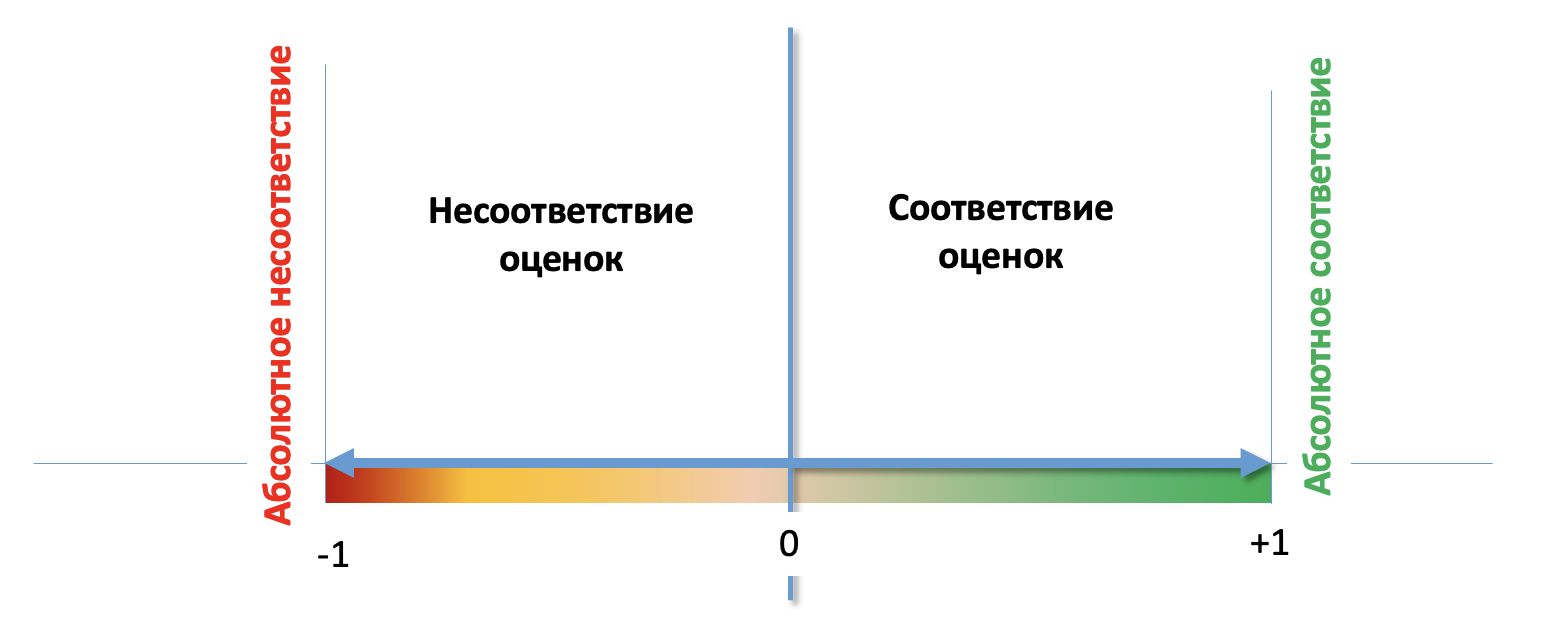 Абсолютное несоответствие
Несоответствие
оценок
Соответствие
оценок
Абсолютное соответствие
-1
0
+1